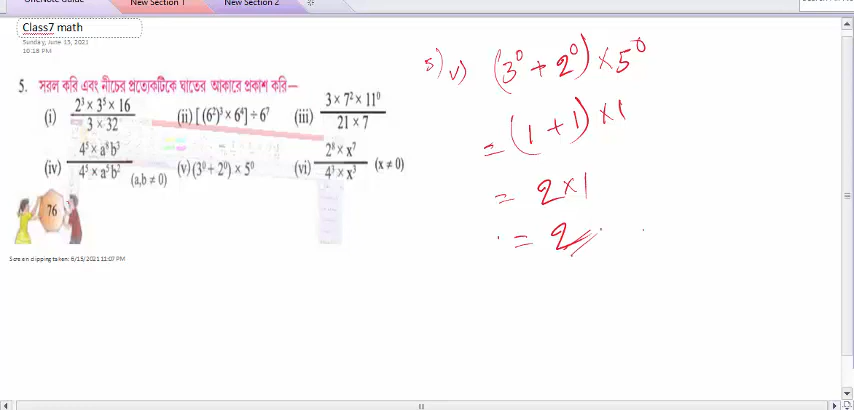 OneNote Guide New Section 1 New Section 2
Class7 math
Sunday, June 13, 2021
10:18 PM
5. সরল করি এবং নীচের প্রত্যেকটিকে ঘাতের আকারে প্রকাশ করি—
(i) 2³ × 3⁵ × 16 / 3 × 32 (ii) [(6²)³ × 6⁴] ÷ 6⁷ (iii) 3 × 7² × 11⁰ / 21 × 7
(iv) 4⁵ × a⁸b³ / 4⁵ × a⁵b² (a,b ≠ 0) (v) (3⁰ + 2⁰) × 5⁰ (vi) 2⁸ × x⁷ / 4³ × x³ (x ≠ 0)
76
Screen clipping taken: 6/13/2021 11:07 PM
5) v) (3⁰ + 2⁰) × 5⁰
= (1 + 1) × 1
= 2 × 1
= 2